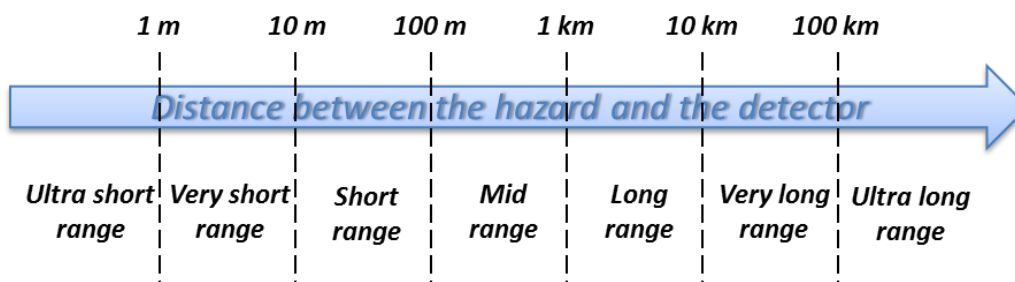 1 m 10 m 100 m 1 km 10 km 100 km
Distance between the hazard and the detector
Ultra short range
Very short range
Short range
Mid range
Long range
Very long range
Ultra long range